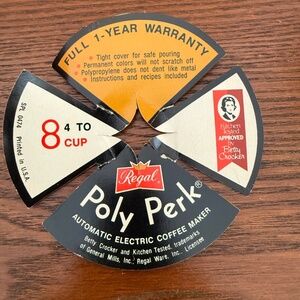 FULL 1-YEAR WARRANTY
• Tight cover for safe pouring
• Permanent colors will not scratch off
• Polypropylene does not dent like metal
• Instructions and recipes included
SPL 0474 Printed in U.S.A.
8 4 TO
CUP
Kitchen
Tested
APPROVED
by
Betty
Crocker
Regal
Poly Perk®
AUTOMATIC ELECTRIC COFFEE MAKER
Betty Crocker and Kitchen Tested, trademarks
of General Mills, Inc.; Regal Ware, Inc., Licensee